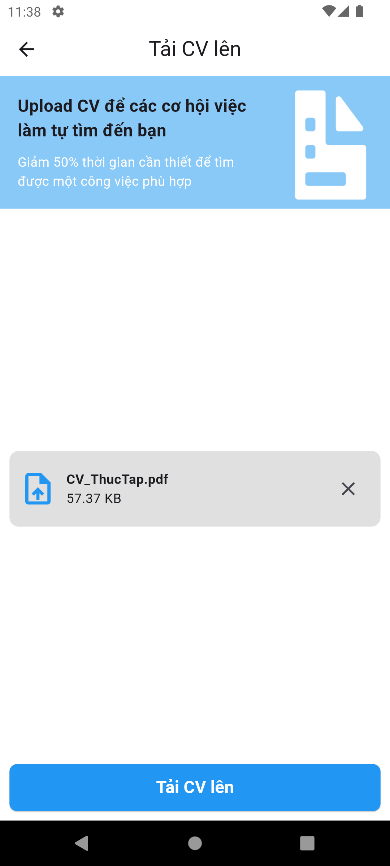 11:38
Tải CV lên
Upload CV để các cơ hội việc
làm tự tìm đến bạn
Giảm 50% thời gian cần thiết để tìm
được một công việc phù hợp
CV_ThucTap.pdf
57.37 KB
Tải CV lên